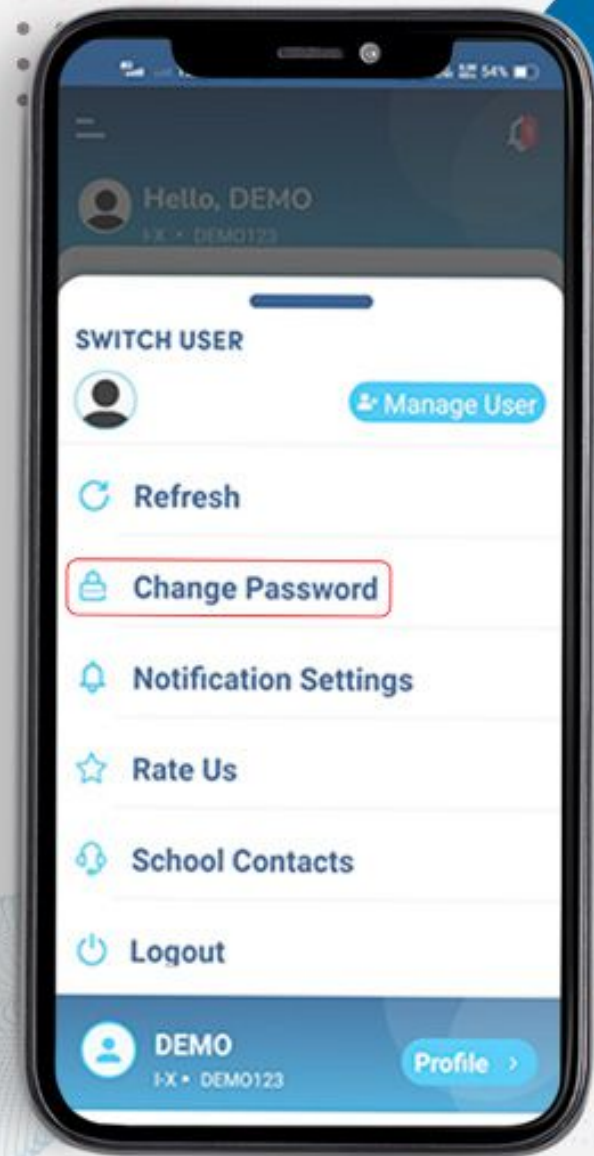 54%
Hello, DEMO
I-X • DEMO123
SWITCH USER
Manage User
Refresh
Change Password
Notification Settings
Rate Us
School Contacts
Logout
DEMO
I-X • DEMO123
Profile >